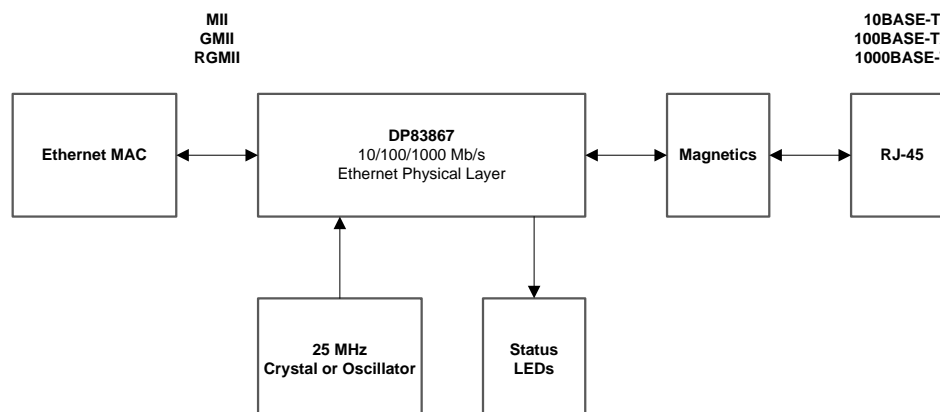 MII
GMII
RGMII
10BASE-T
100BASE-T
1000BASE-
Ethernet MAC
DP83867
10/100/1000 Mb/s
Ethernet Physical Layer
Magnetics
RJ-45
25 MHz
Crystal or Oscillator
Status
LEDs